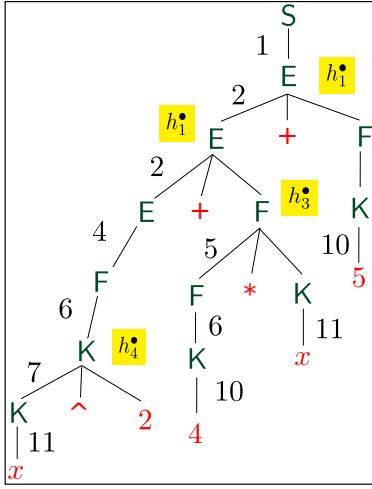 S
1
E h₁•
2
h₁• E + F
2
E + F h₃• K
4 5 10
F F * K 5
6 6 11
K h₄• K x
7 10
K ^ 2 4
11
x